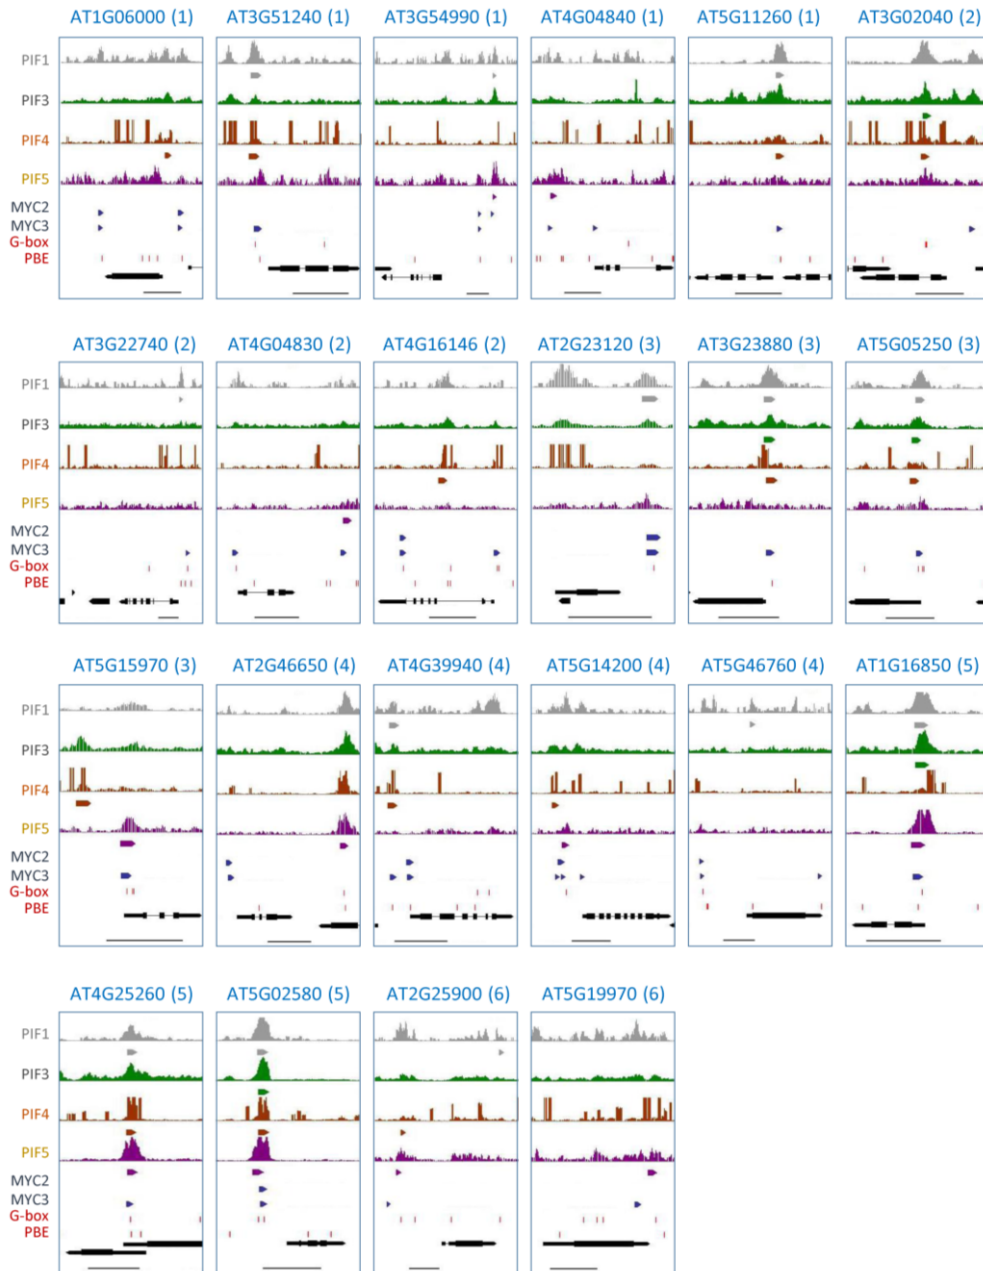 AT1G06000 (1) AT3G51240 (1) AT3G54990 (1) AT4G04840 (1) AT5G11260 (1) AT3G02040 (2)
PIF1
PIF3
PIF4
PIF5
MYC2
MYC3
G-box
PBE
AT3G22740 (2) AT4G04830 (2) AT4G16146 (2) AT2G23120 (3) AT3G23880 (3) AT5G05250 (3)
PIF1
PIF3
PIF4
PIF5
MYC2
MYC3
G-box
PBE
AT5G15970 (3) AT2G46650 (4) AT4G39940 (4) AT5G14200 (4) AT5G46760 (4) AT1G16850 (5)
PIF1
PIF3
PIF4
PIF5
MYC2
MYC3
G-box
PBE
AT4G25260 (5) AT5G02580 (5) AT2G25900 (6) AT5G19970 (6)
PIF1
PIF3
PIF4
PIF5
MYC2
MYC3
G-box
PBE